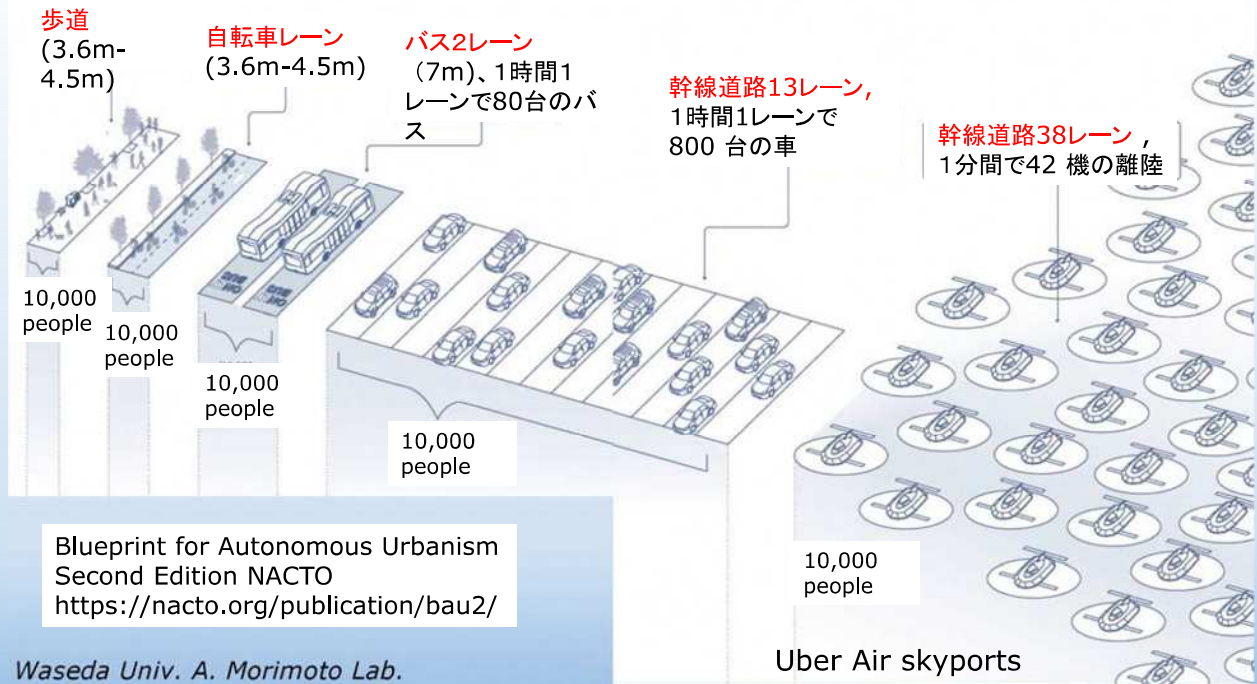 歩道
(3.6m-
4.5m)
自転車レーン
(3.6m-4.5m)
バス2レーン
（7m)、1時間1
レーンで80台のバ
ス
幹線道路13レーン,
1時間1レーンで
800 台の車
幹線道路38レーン ,
1分間で42 機の離陸
10,000
people
10,000
people
10,000
people
10,000
people
10,000
people
Blueprint for Autonomous Urbanism
Second Edition NACTO
https://nacto.org/publication/bau2/
Waseda Univ. A. Morimoto Lab.
Uber Air skyports